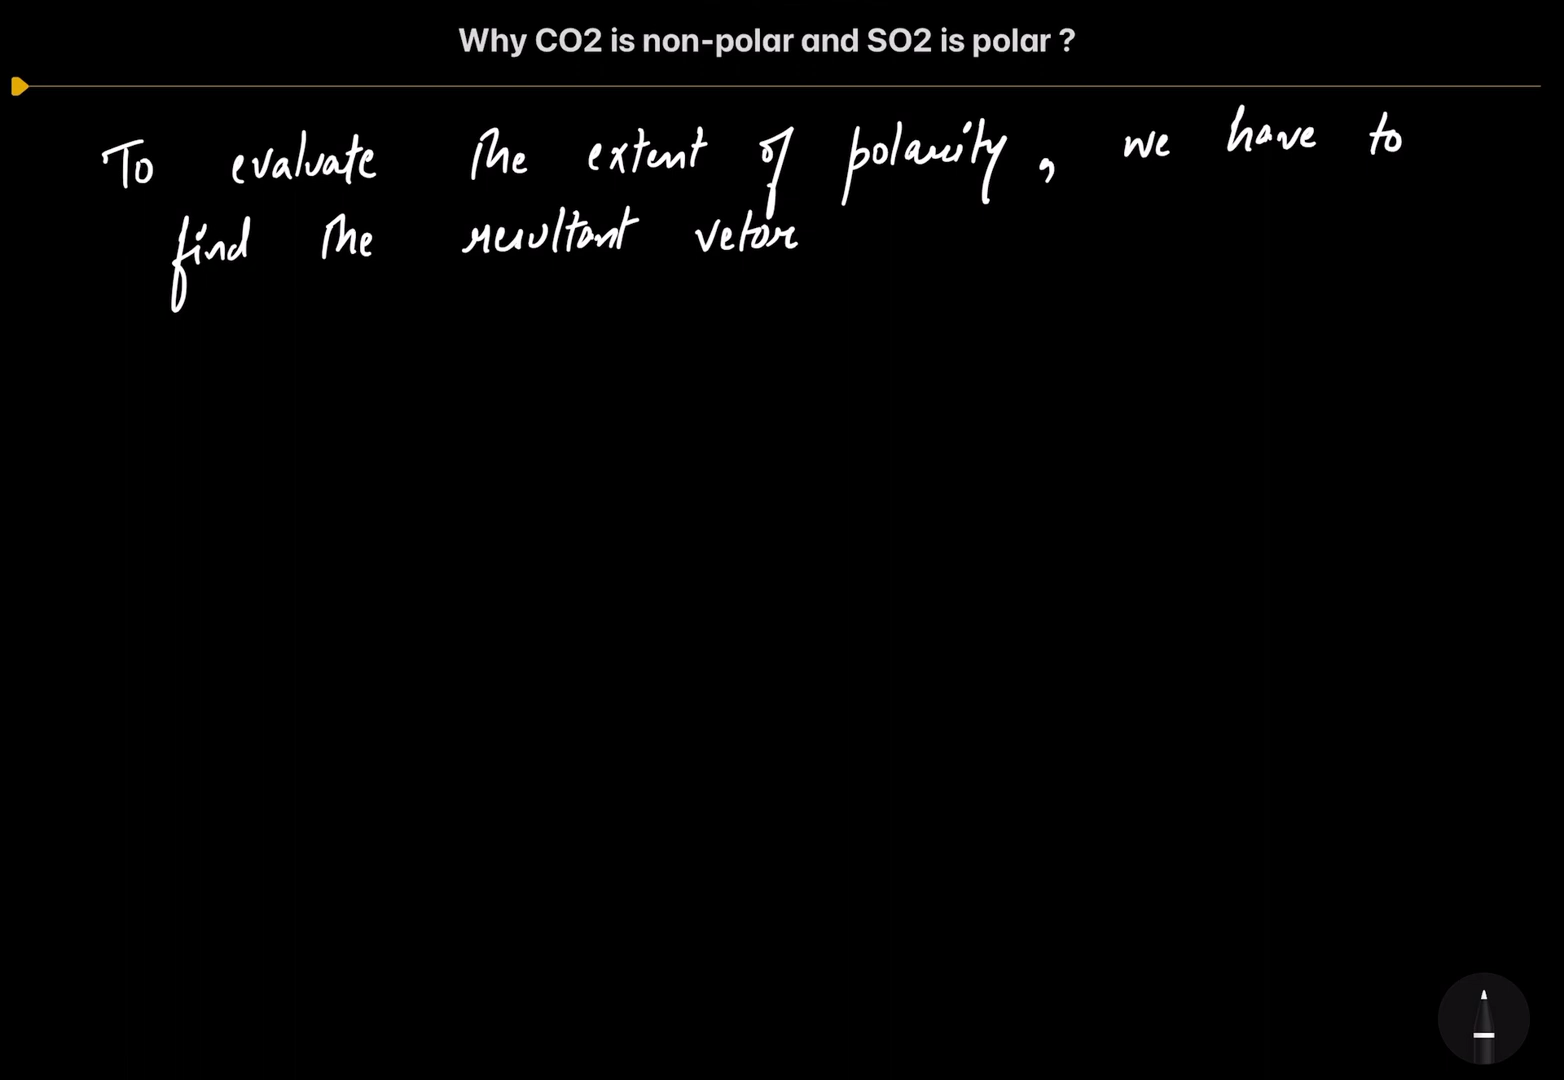 Why CO2 is non-polar and SO2 is polar ?
To evaluate the extent of polarity, we have to
find the resultant vetor